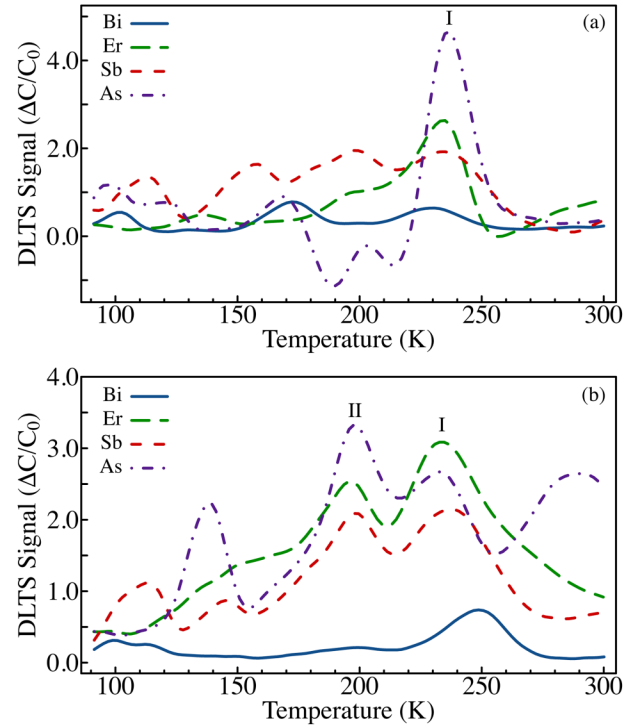 (a)
Bi
Er
Sb
As
I
4.0
2.0
0.0
DLTS Signal (ΔC/C₀)
100 150 200 250 300
Temperature (K)
(b)
Bi
Er
Sb
As
II
I
4.0
3.0
2.0
1.0
0.0
DLTS Signal (ΔC/C₀)
100 150 200 250 300
Temperature (K)